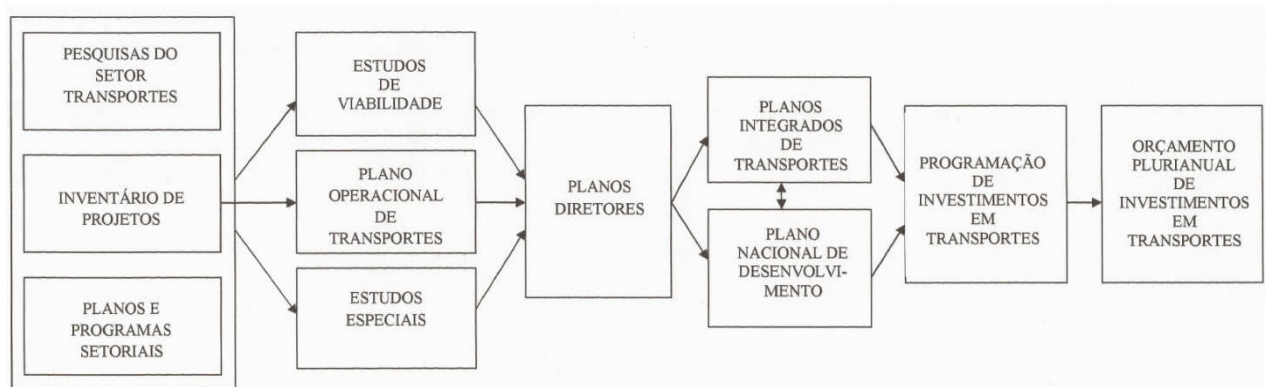 PESQUISAS DO
SETOR
TRANSPORTES
INVENTÁRIO DE
PROJETOS
PLANOS E
PROGRAMAS
SETORIAIS
ESTUDOS
DE
VIABILIDADE
PLANO
OPERACIONAL
DE
TRANSPORTES
ESTUDOS
ESPECIAIS
PLANOS
DIRETORES
PLANOS
INTEGRADOS
DE
TRANSPORTES
PLANO
NACIONAL DE
DESENVOLVI-
MENTO
PROGRAMAÇÃO
DE
INVESTIMENTOS
EM
TRANSPORTES
ORÇAMENTO
PLURIANUAL
DE
INVESTIMENTOS
EM
TRANSPORTES